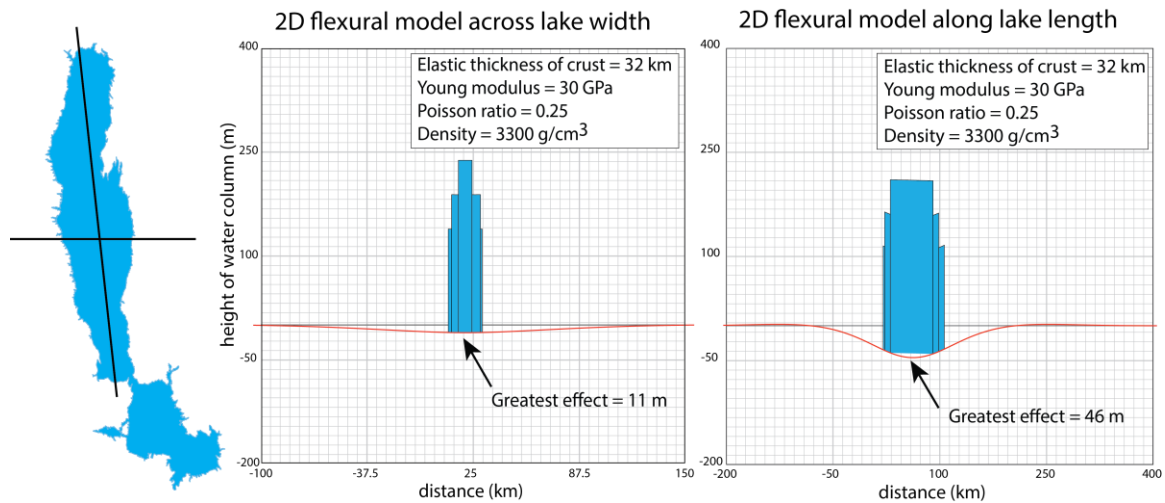 2D flexural model across lake width
400
250
100
-50
-200
height of water column (m)
Elastic thickness of crust = 32 km
Young modulus = 30 GPa
Poisson ratio = 0.25
Density = 3300 g/cm³
Greatest effect = 11 m
-100 -37.5 25 87.5 150
distance (km)
2D flexural model along lake length
400
250
100
-50
-200
Elastic thickness of crust = 32 km
Young modulus = 30 GPa
Poisson ratio = 0.25
Density = 3300 g/cm³
Greatest effect = 46 m
-200 -50 100 250 400
distance (km)